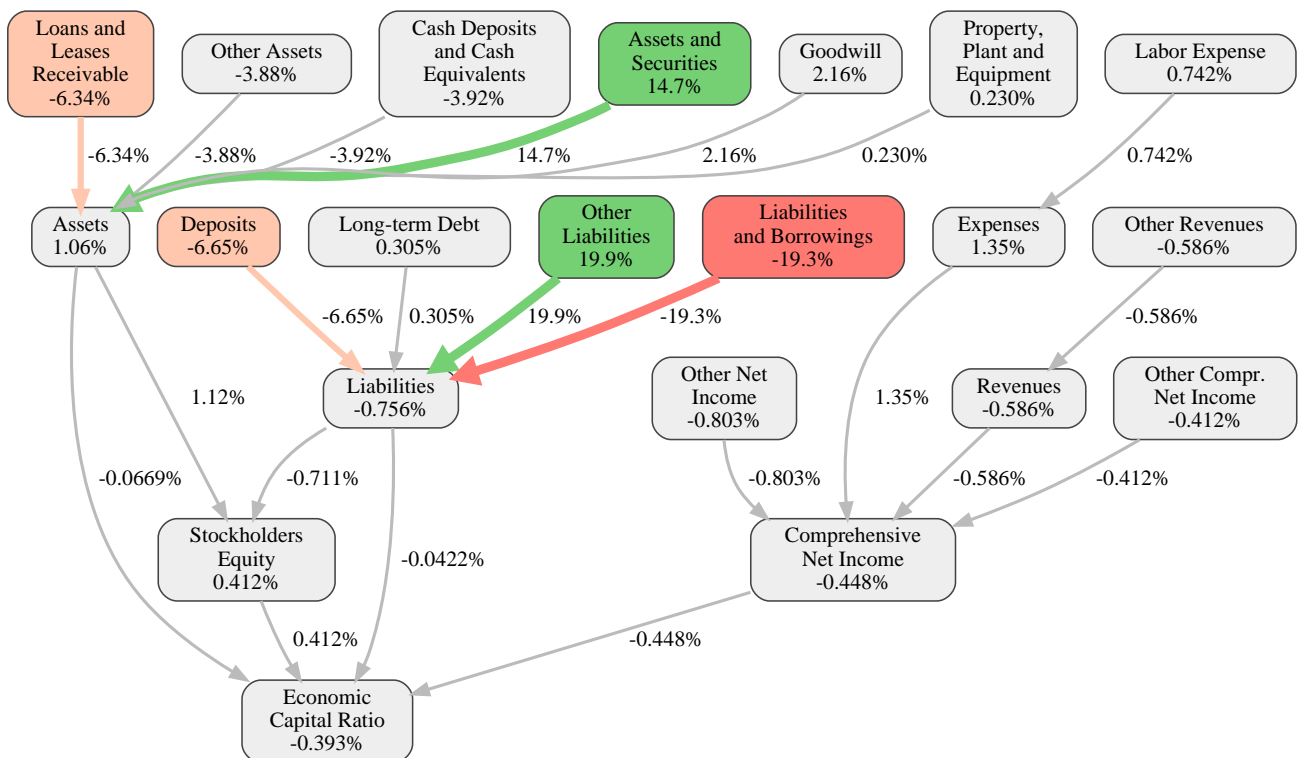 Loans and
Leases
Receivable
-6.34%
Other Assets
-3.88%
Cash Deposits
and Cash
Equivalents
-3.92%
Assets and
Securities
14.7%
Goodwill
2.16%
Property,
Plant and
Equipment
0.230%
Labor Expense
0.742%
-6.34%
-3.88%
-3.92%
14.7%
2.16%
0.230%
0.742%
Assets
1.06%
Deposits
-6.65%
Long-term Debt
0.305%
Other
Liabilities
19.9%
Liabilities
and Borrowings
-19.3%
Expenses
1.35%
Other Revenues
-0.586%
-6.65%
0.305%
19.9%
-19.3%
-0.586%
Liabilities
-0.756%
Other Net
Income
-0.803%
Revenues
-0.586%
Other Compr.
Net Income
-0.412%
1.12%
1.35%
-0.0669%
-0.711%
-0.803%
-0.586%
-0.412%
Stockholders
Equity
0.412%
-0.0422%
Comprehensive
Net Income
-0.448%
0.412%
-0.448%
Economic
Capital Ratio
-0.393%